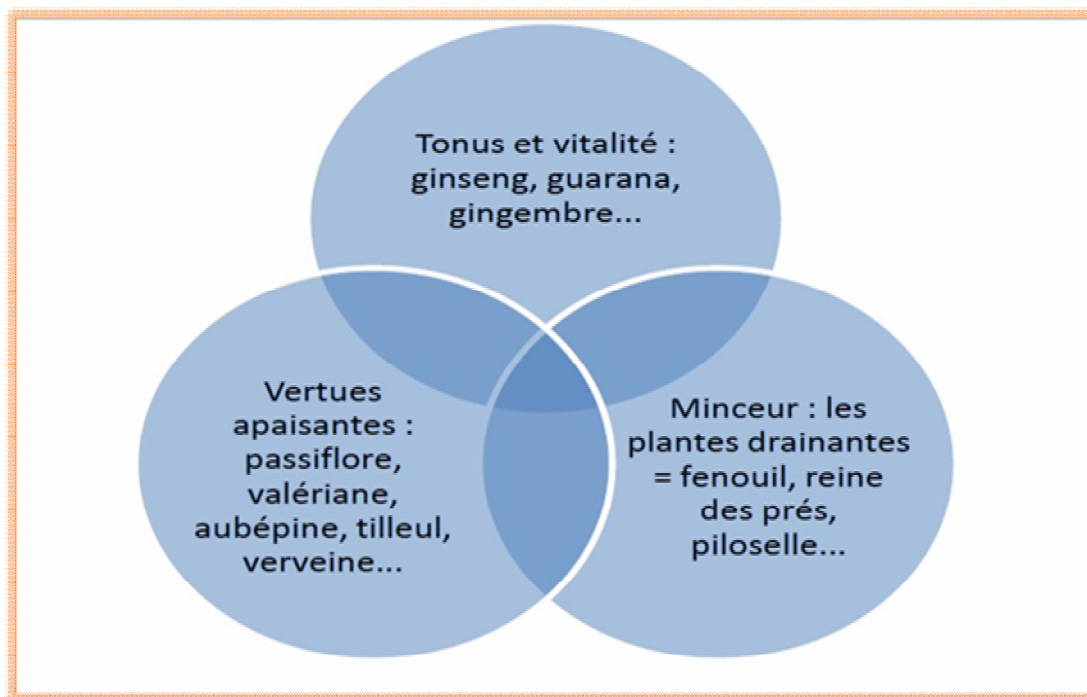 Tonus et vitalité :
ginseng, guarana,
gingembre...
Vertues
apaisantes :
passiflore,
valériane,
aubépine, tilleul,
verveine...
Minceur : les
plantes drainantes
= fenouil, reine
des prés,
piloselle...